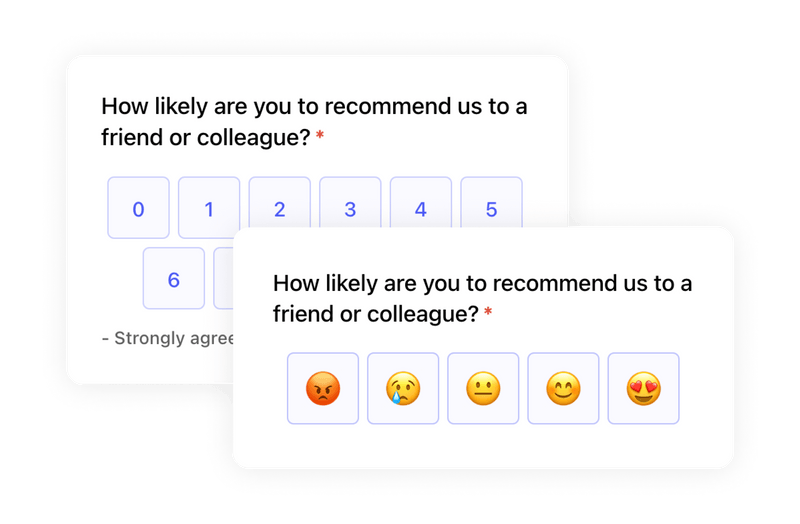 How likely are you to recommend us to a
friend or colleague? *
0 1 2 3 4 5
6
- Strongly agree
How likely are you to recommend us to a
friend or colleague? *
😡 😢 😐 😊 😍